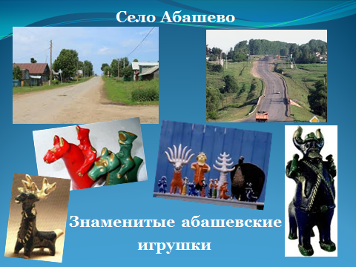 Село Абашево
Знаменитые абашевские
игрушки